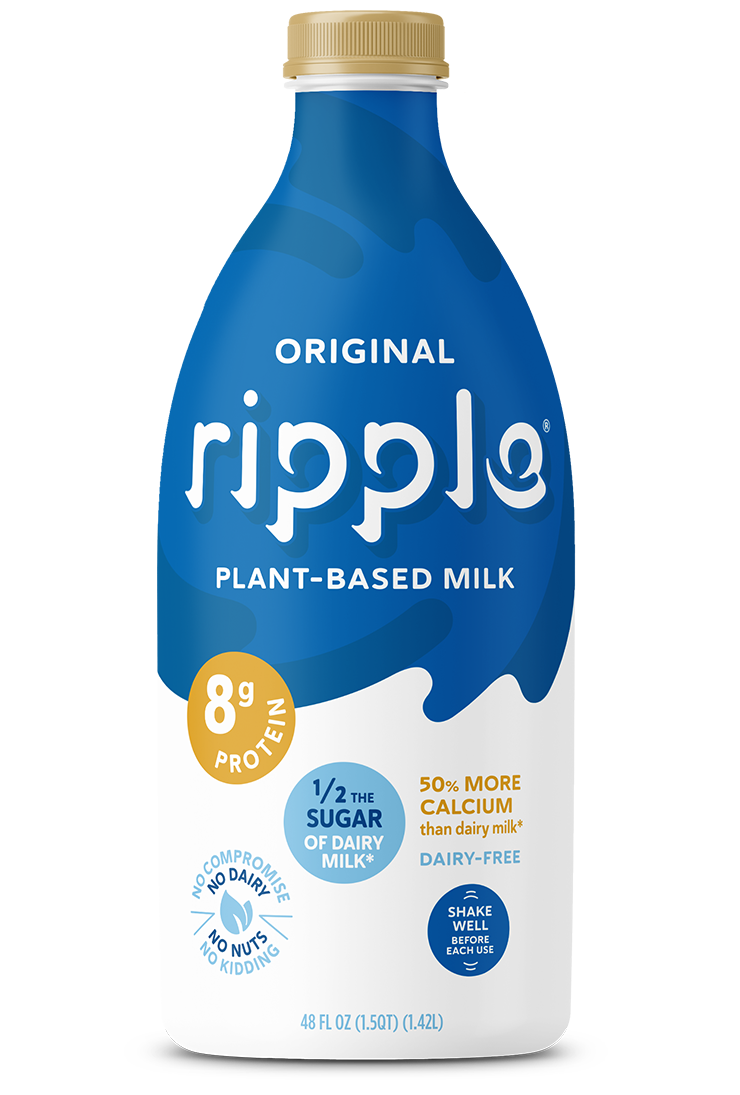 ORIGINAL
ripple®
PLANT-BASED MILK
8g
PROTEIN
1/2 THE
SUGAR
OF DAIRY
MILK*
50% MORE
CALCIUM
than dairy milk*
DAIRY-FREE
NO COMPROMISE
NO DAIRY
NO NUTS
NO KIDDING
SHAKE
WELL
BEFORE
EACH USE
48 FL OZ (1.5QT) (1.42L)